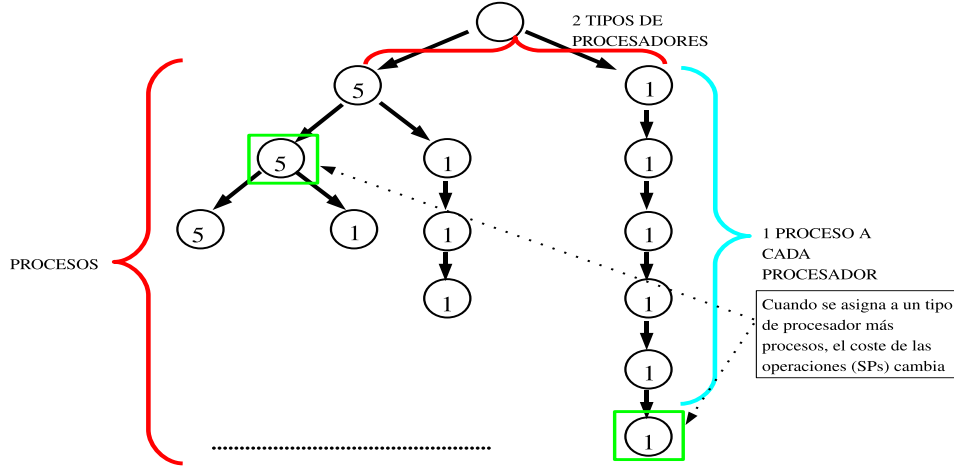 2 TIPOS DE
PROCESADORES
5
1
5
1
1
5
1
1
1
1
1
1
1
PROCESOS
1 PROCESO A
CADA
PROCESADOR
Cuando se asigna a un tipo
de procesador más
procesos, el coste de las
operaciones (SPs) cambia